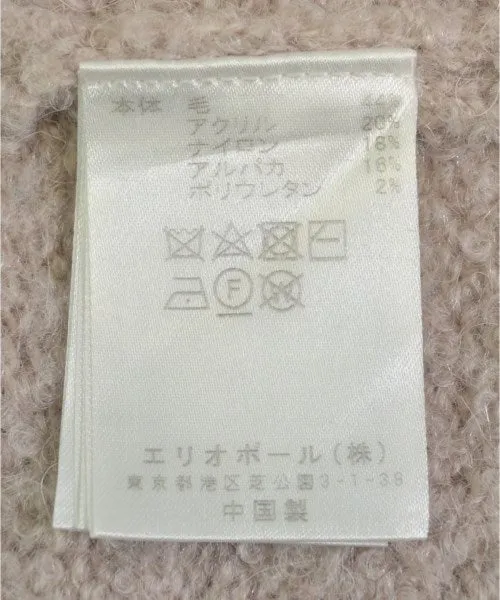 本体 毛
アクリル 20%
ナイロン 18%
アルパカ 16%
ポリウレタン 2%
F
エリオポール(株)
東京都港区芝公園3-1-38
中国製